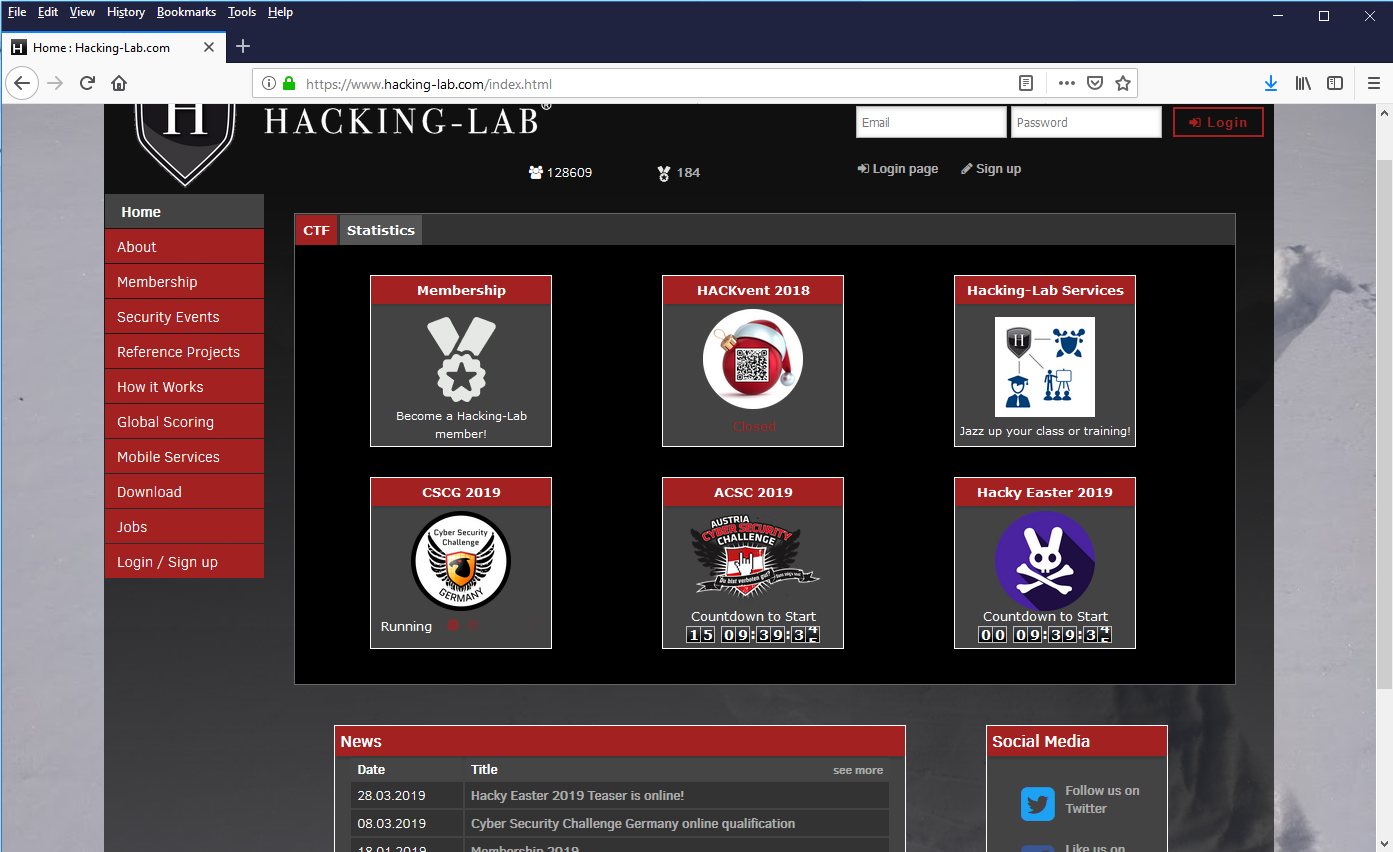 File Edit View History Bookmarks Tools Help
Home : Hacking-Lab.com
https://www.hacking-lab.com/index.html
H HACKING-LAB®
Email Password Login
128609 184 Login page Sign up
Home
About
Membership
Security Events
Reference Projects
How it Works
Global Scoring
Mobile Services
Download
Jobs
Login / Sign up
CTF Statistics
Membership
Become a Hacking-Lab
member!
HACKvent 2018
Closed
Hacking-Lab Services
H
Jazz up your class or training!
CSCG 2019
Cyber Security
Challenge
GERMANY
Running
ACSC 2019
AUSTRIA
CYBER SECURITY
CHALLENGE
Du bist verboten gut?
Countdown to Start
15 09:39:3
Hacky Easter 2019
Countdown to Start
00 09:39:3
News
Date Title see more
28.03.2019 Hacky Easter 2019 Teaser is online!
08.03.2019 Cyber Security Challenge Germany online qualification
18.01.2019 Membership 2019
Social Media
Follow us on
Twitter
Like us on